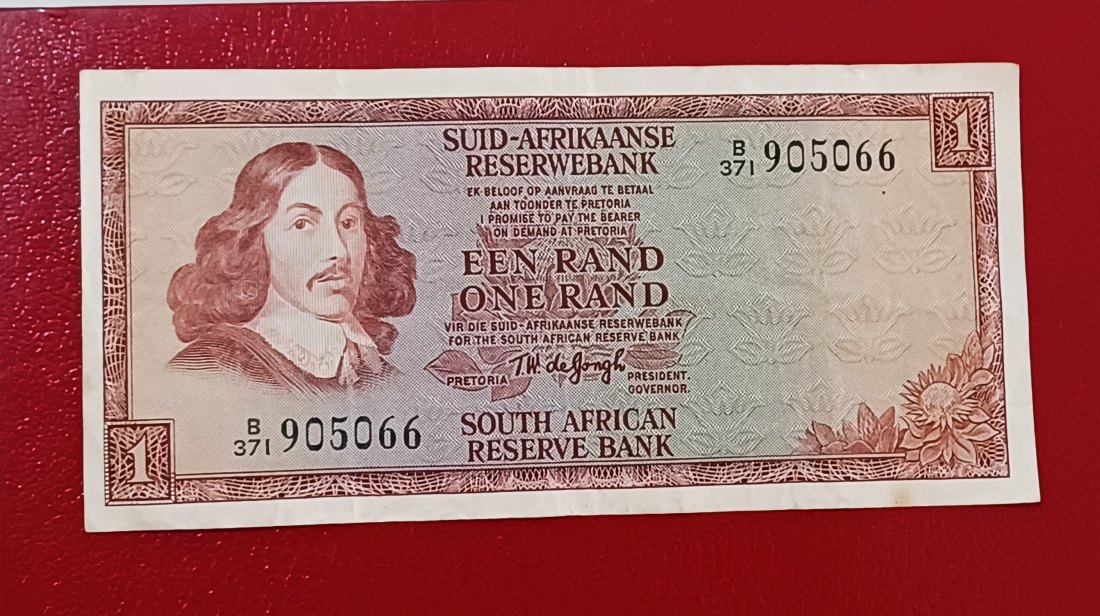 1
SUID-AFRIKAANSE
RESERWEBANK
B/371 905066
EK BELOOF OP AANVRAAG TE BETAAL
AAN TOONDER TE PRETORIA
I PROMISE TO PAY THE BEARER
ON DEMAND AT PRETORIA
EEN RAND
ONE RAND
VIR DIE SUID-AFRIKAANSE RESERWEBANK
FOR THE SOUTH AFRICAN RESERVE BANK
T.W. de Jongh
PRETORIA
PRESIDENT.
GOVERNOR.
B/371 905066
SOUTH AFRICAN
RESERVE BANK
1